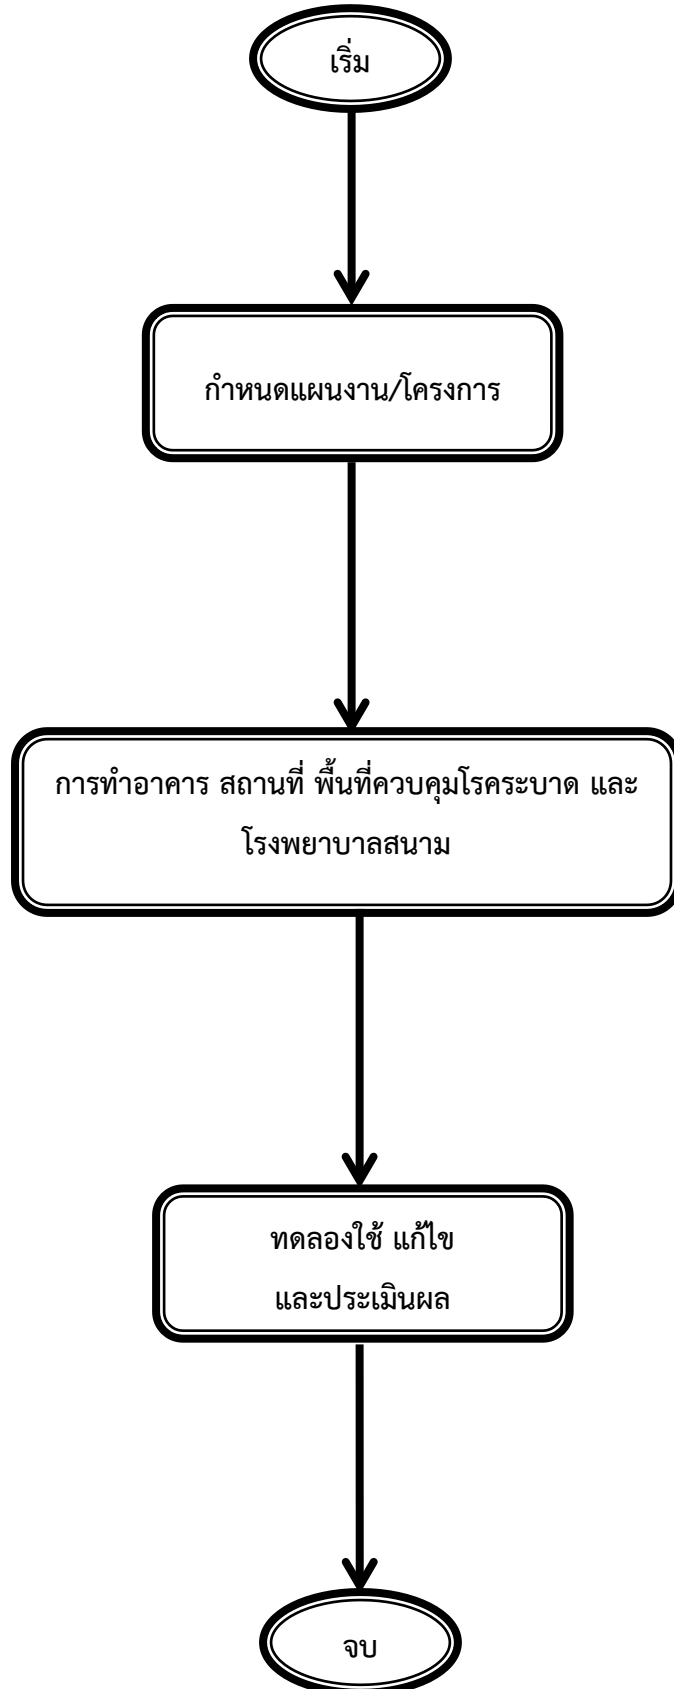 เริ่ม
กำหนดแผนงาน/โครงการ
การทำอาคาร สถานที่ พื้นที่ควบคุมโรคระบาด และ
โรงพยาบาลสนาม
ทดลองใช้ แก้ไข
และประเมินผล
จบ